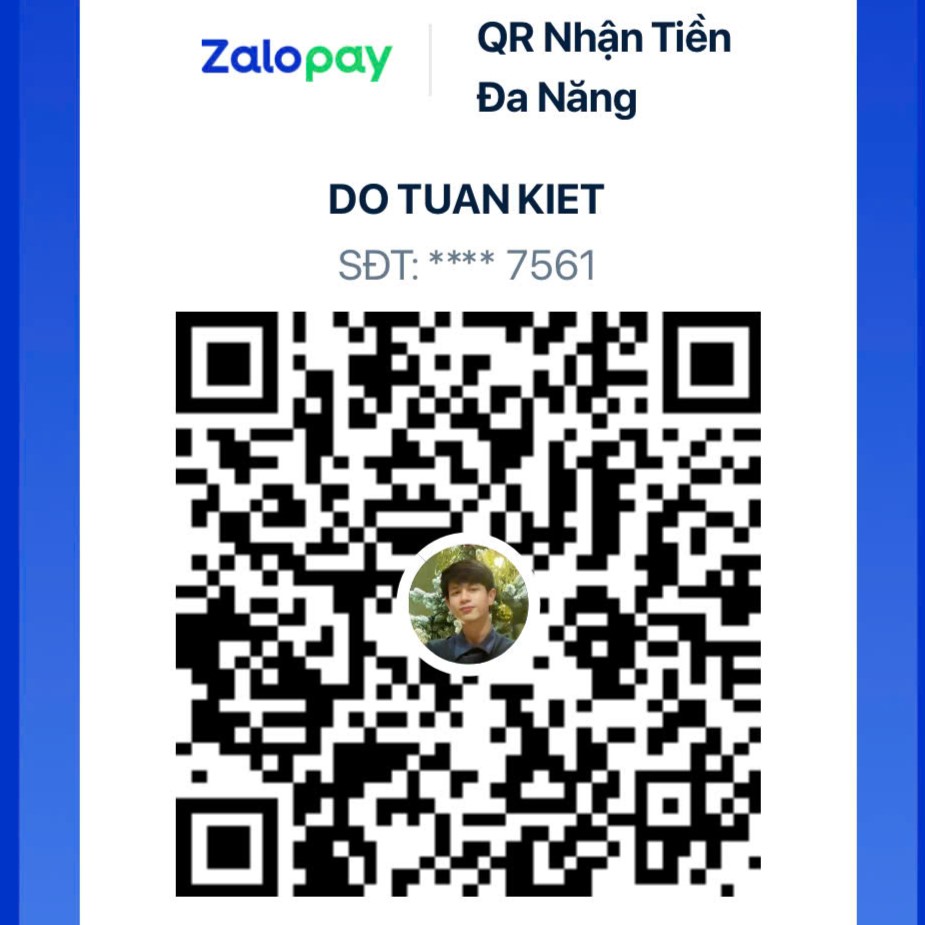 Zalopay
QR Nhận Tiền
Đa Năng
DO TUAN KIET
SĐT: **** 7561